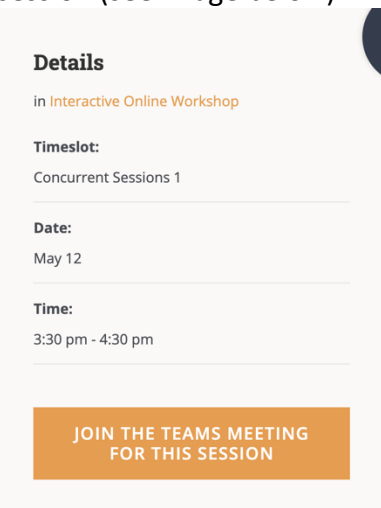 Details
in Interactive Online Workshop
Timeslot:
Concurrent Sessions 1
Date:
May 12
Time:
3:30 pm - 4:30 pm
JOIN THE TEAMS MEETING
FOR THIS SESSION